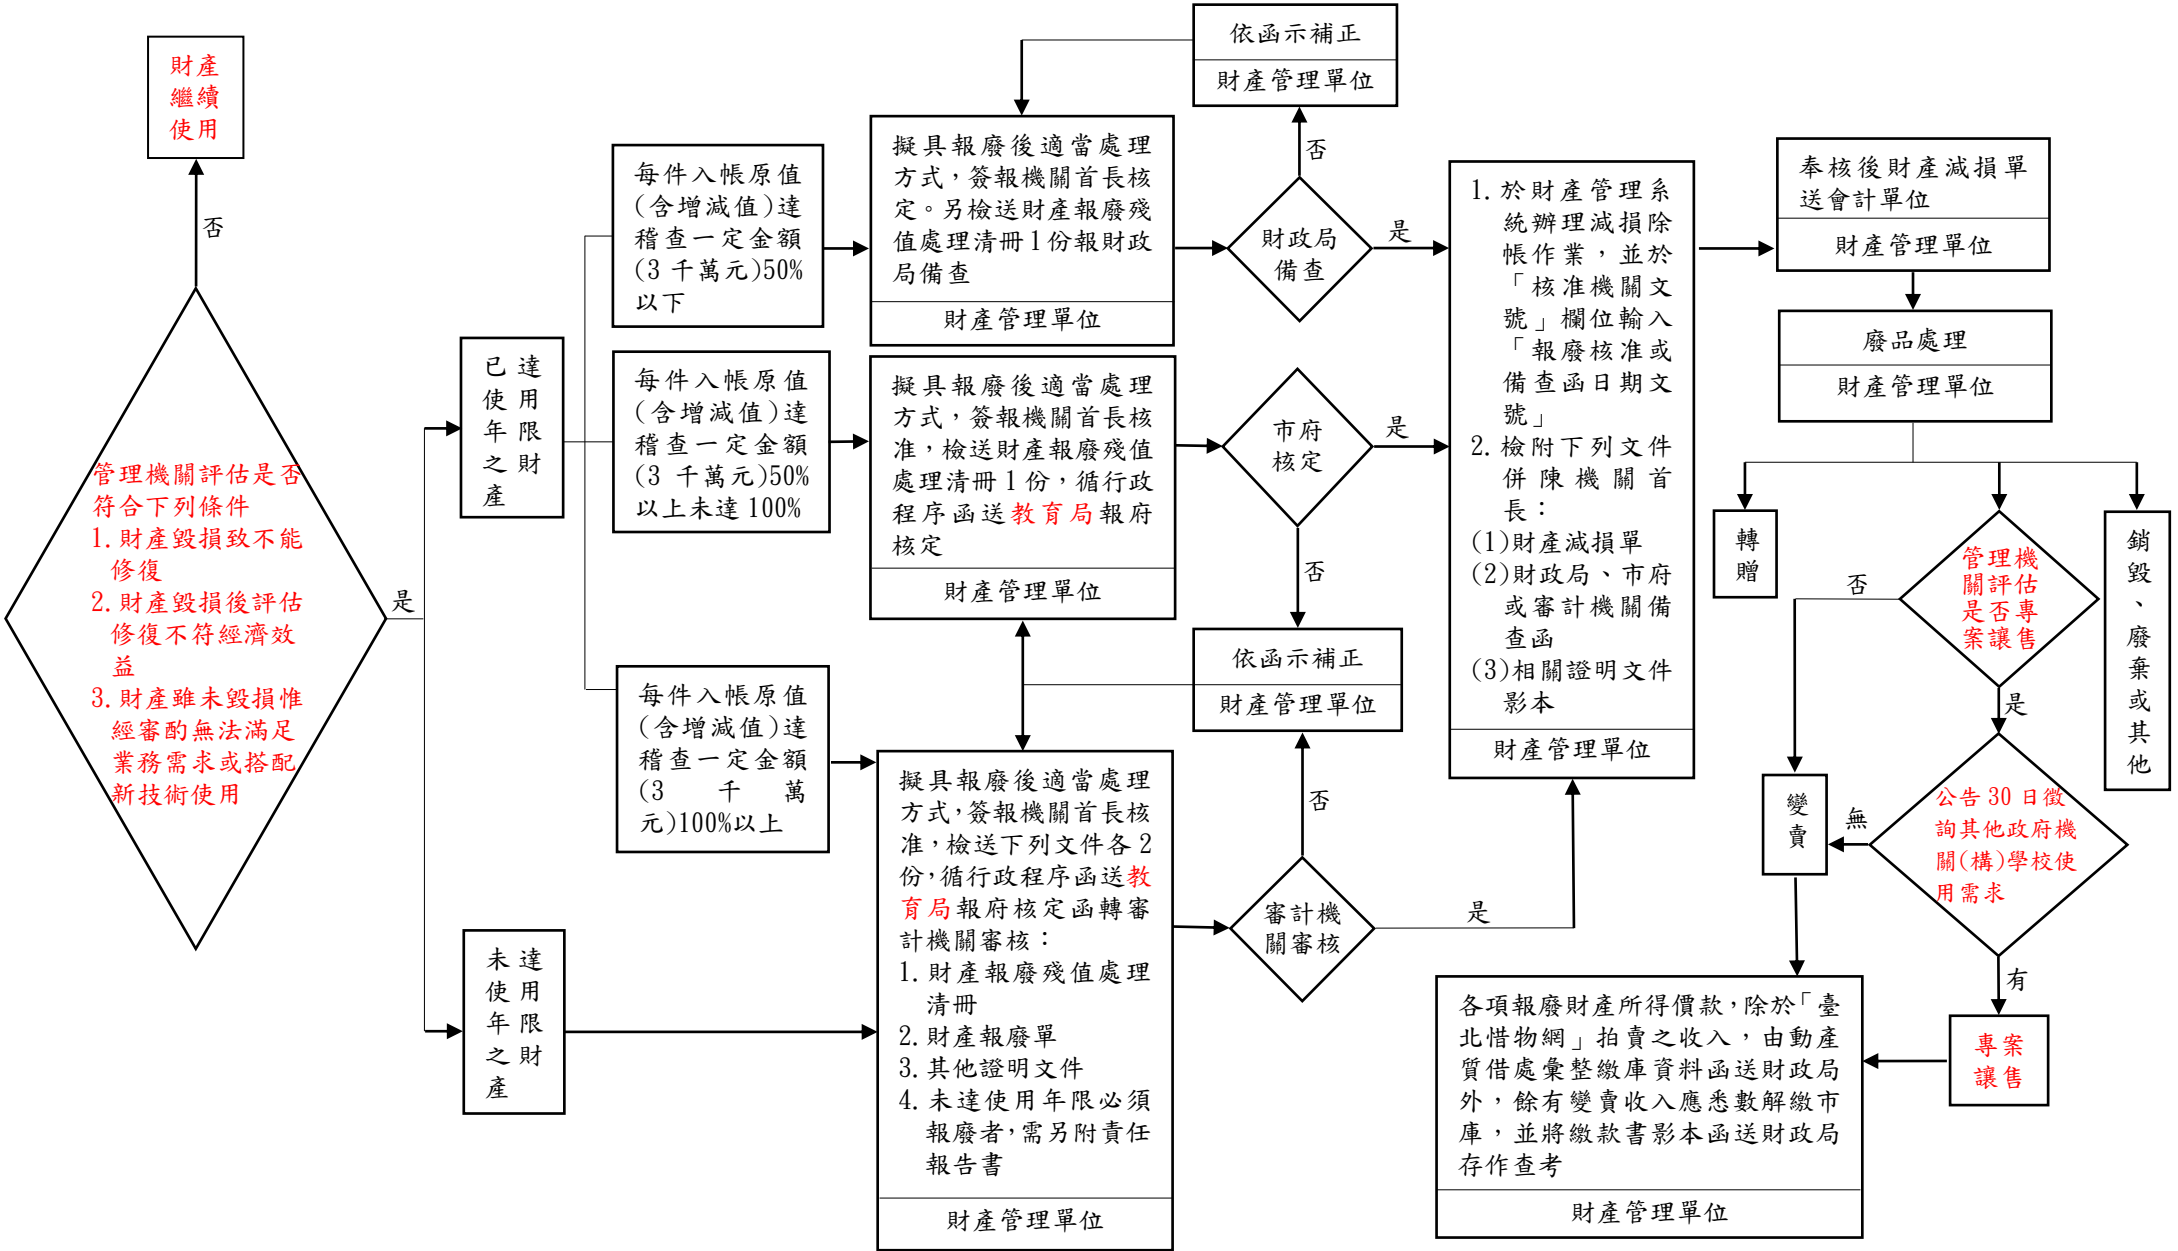 財產
繼續
使用
否
管理機關評估是否
符合下列條件
1.財產毀損致不能
修復
2.財產毀損後評估
修復不符經濟效
益
3.財產雖未毀損惟
經審酌無法滿足
業務需求或搭配
新技術使用
是
已達
使用
年限
之財
產
未達
使用
年限
之財
產
每件入帳原值
(含增減值)達
稽查一定金額
(3 千萬元)50%
以下
每件入帳原值
(含增減值)達
稽查一定金額
(3 千萬元)50%
以上未達 100%
每件入帳原值
(含增減值)達
稽查一定金額
(3 千 萬
元)100%以上
擬具報廢後適當處理
方式,簽報機關首長核
定。另檢送財產報廢殘
值處理清冊 1 份報財政
局備查
財產管理單位
擬具報廢後適當處理
方式,簽報機關首長核
准,檢送財產報廢殘值
處理清冊 1 份,循行政
程序函送教育局報府
核定
財產管理單位
擬具報廢後適當處理
方式,簽報機關首長核
准,檢送下列文件各 2
份,循行政程序函送教
育局報府核定函轉審
計機關審核:
1.財產報廢殘值處理
清冊
2.財產報廢單
3.其他證明文件
4.未達使用年限必須
報廢者,需另附責任
報告書
財產管理單位
依函示補正
財產管理單位
否
財政局
備查
是
市府
核定
是
否
依函示補正
財產管理單位
否
審計機
關審核
是
1.於財產管理系
統辦理減損除
帳作業,並於
「核准機關文
號」欄位輸入
「報廢核准或
備查函日期文
號」
2.檢附下列文件
併陳機關首
長:
(1)財產減損單
(2)財政局、市府
或審計機關備
查函
(3)相關證明文件
影本
財產管理單位
奉核後財產減損單
送會計單位
財產管理單位
廢品處理
財產管理單位
轉
贈
管理機
關評估
是否專
案讓售
否
是
銷
毀
、
廢
棄
或
其
他
變
賣
無
公告 30 日徵
詢其他政府機
關(構)學校使
用需求
有
專案
讓售
各項報廢財產所得價款,除於「臺
北惜物網」拍賣之收入,由動產
質借處彙整繳庫資料函送財政局
外,餘有變賣收入應悉數解繳市
庫,並將繳款書影本函送財政局
存作查考
財產管理單位